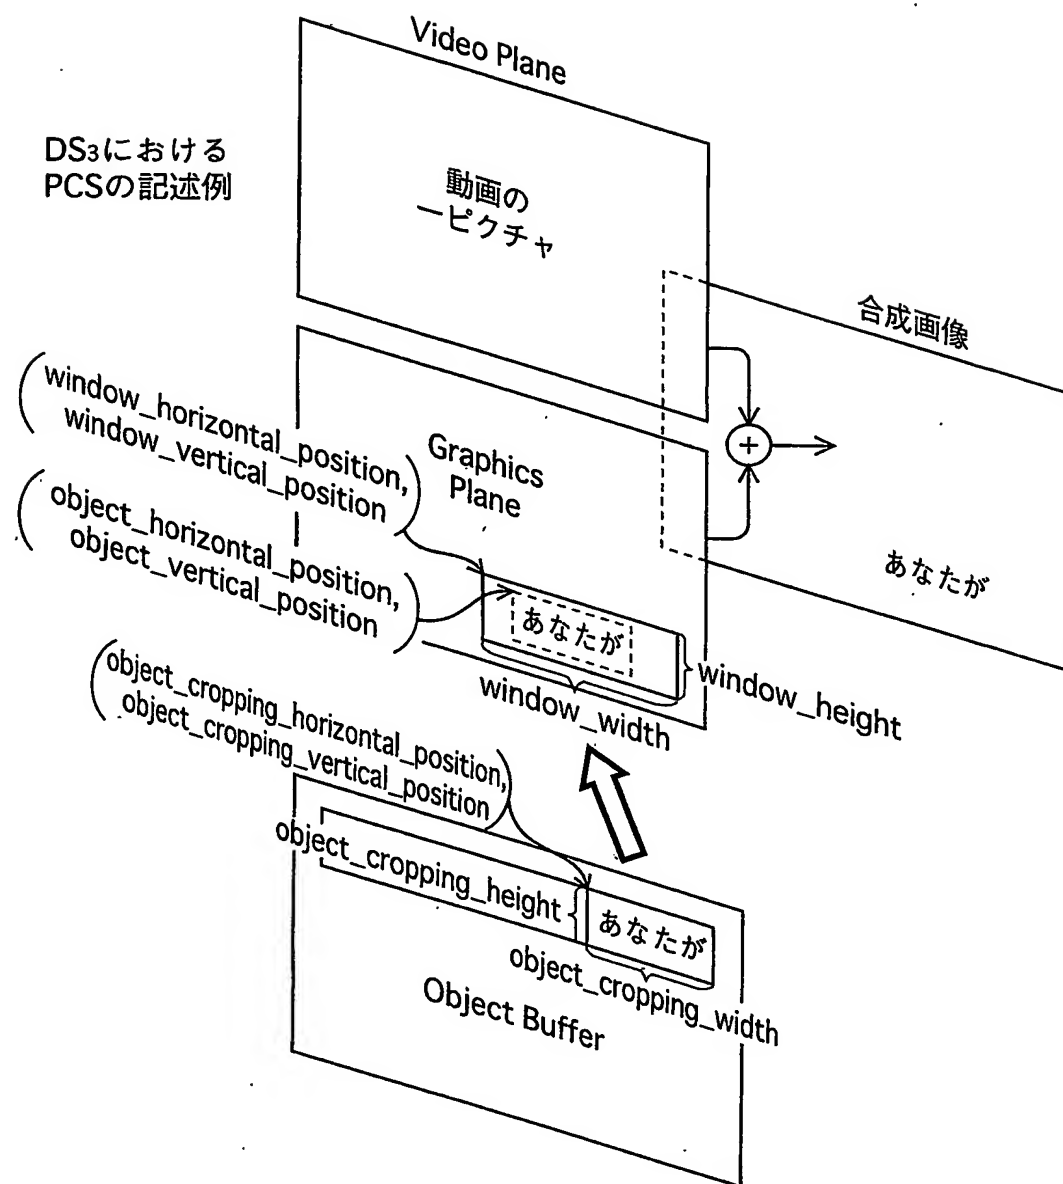 Video Plane
DS3における
PCSの記述例
動画の
一ピクチャ
合成画像
window_horizontal_position,
window_vertical_position
Graphics
Plane
+
object_horizontal_position,
object_vertical_position
あなたが
あなたが
window_height
window_width
object_cropping_horizontal_position,
object_cropping_vertical_position
object_cropping_height
あなたが
object_cropping_width
Object Buffer